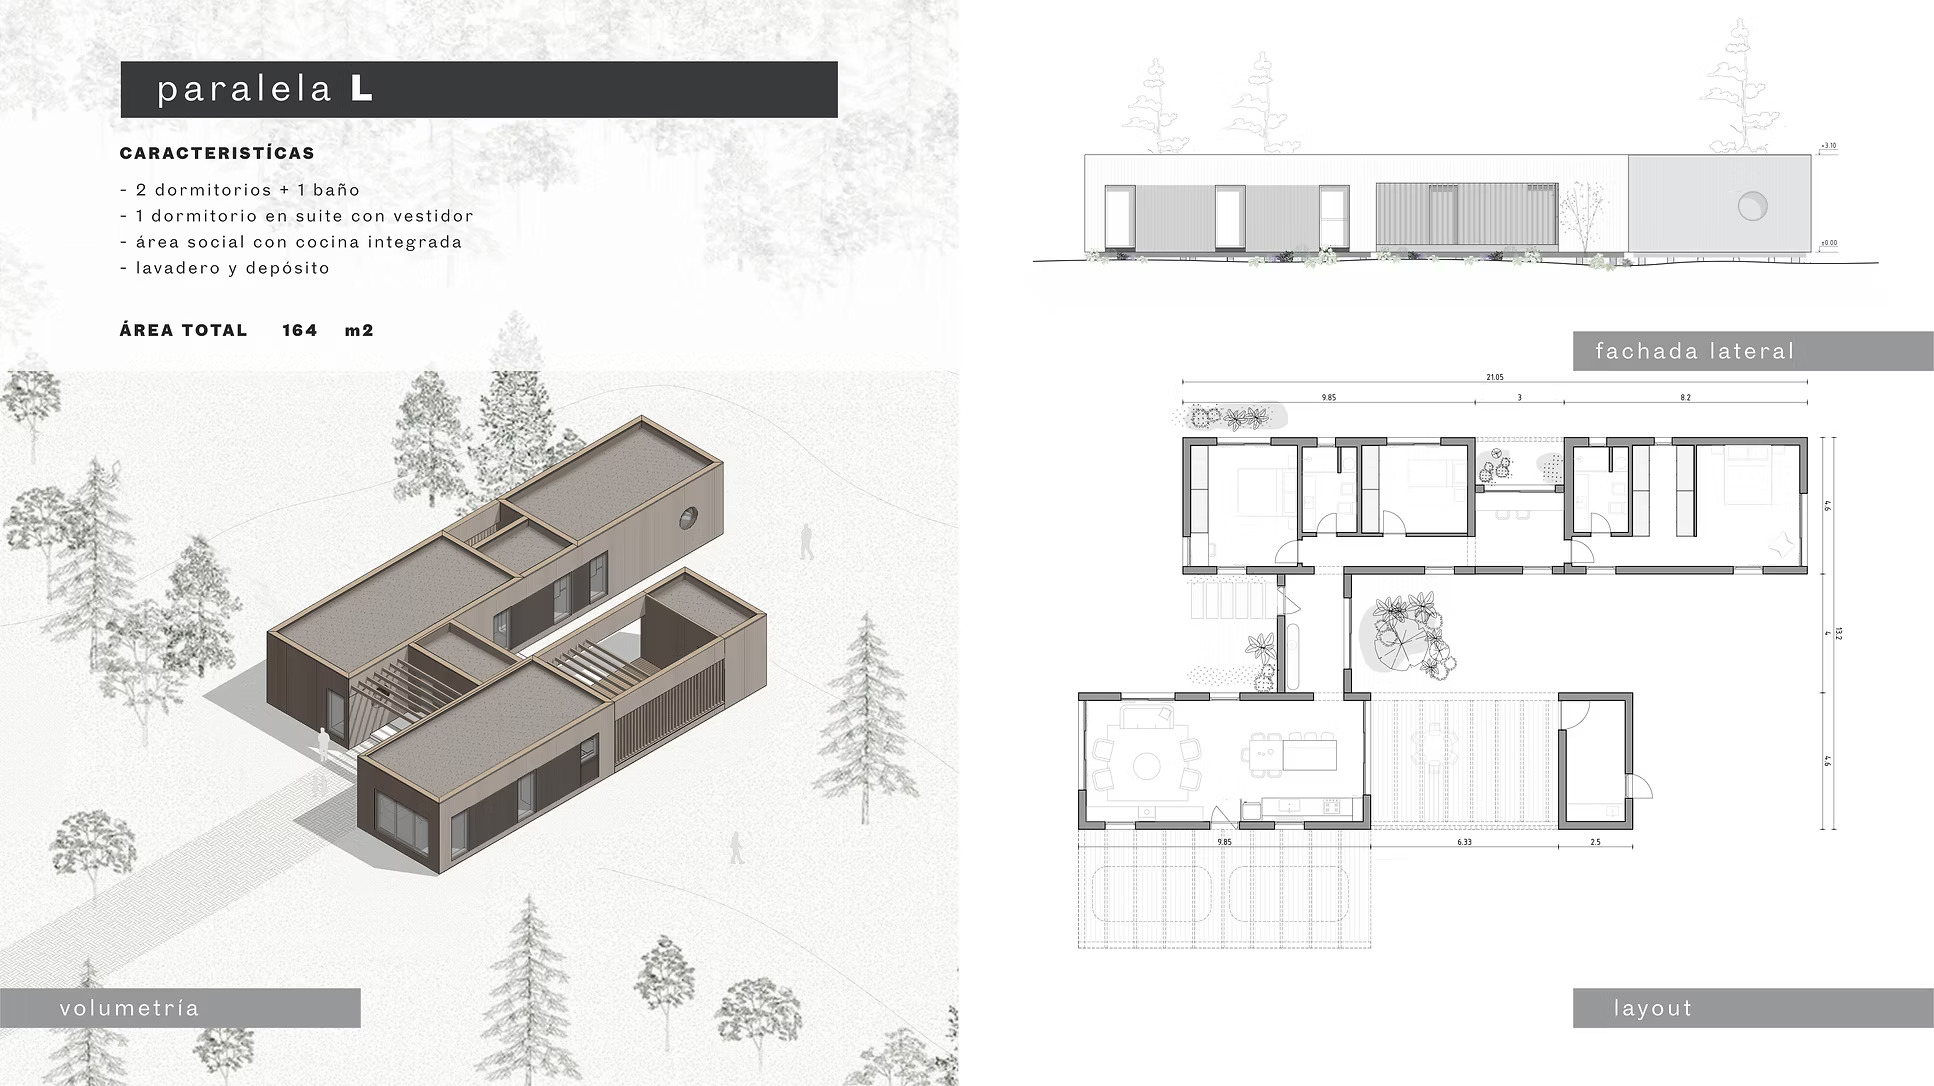 paralela L
CARACTERISTÍCAS
- 2 dormitorios + 1 baño
- 1 dormitorio en suite con vestidor
- área social con cocina integrada
- lavadero y depósito
ÁREA TOTAL 164 m2
volumetría
+3.10
±0.00
fachada lateral
21.05
9.85 3 8.2
4.6
4
13.2
4.6
9.85 6.33 2.5
layout